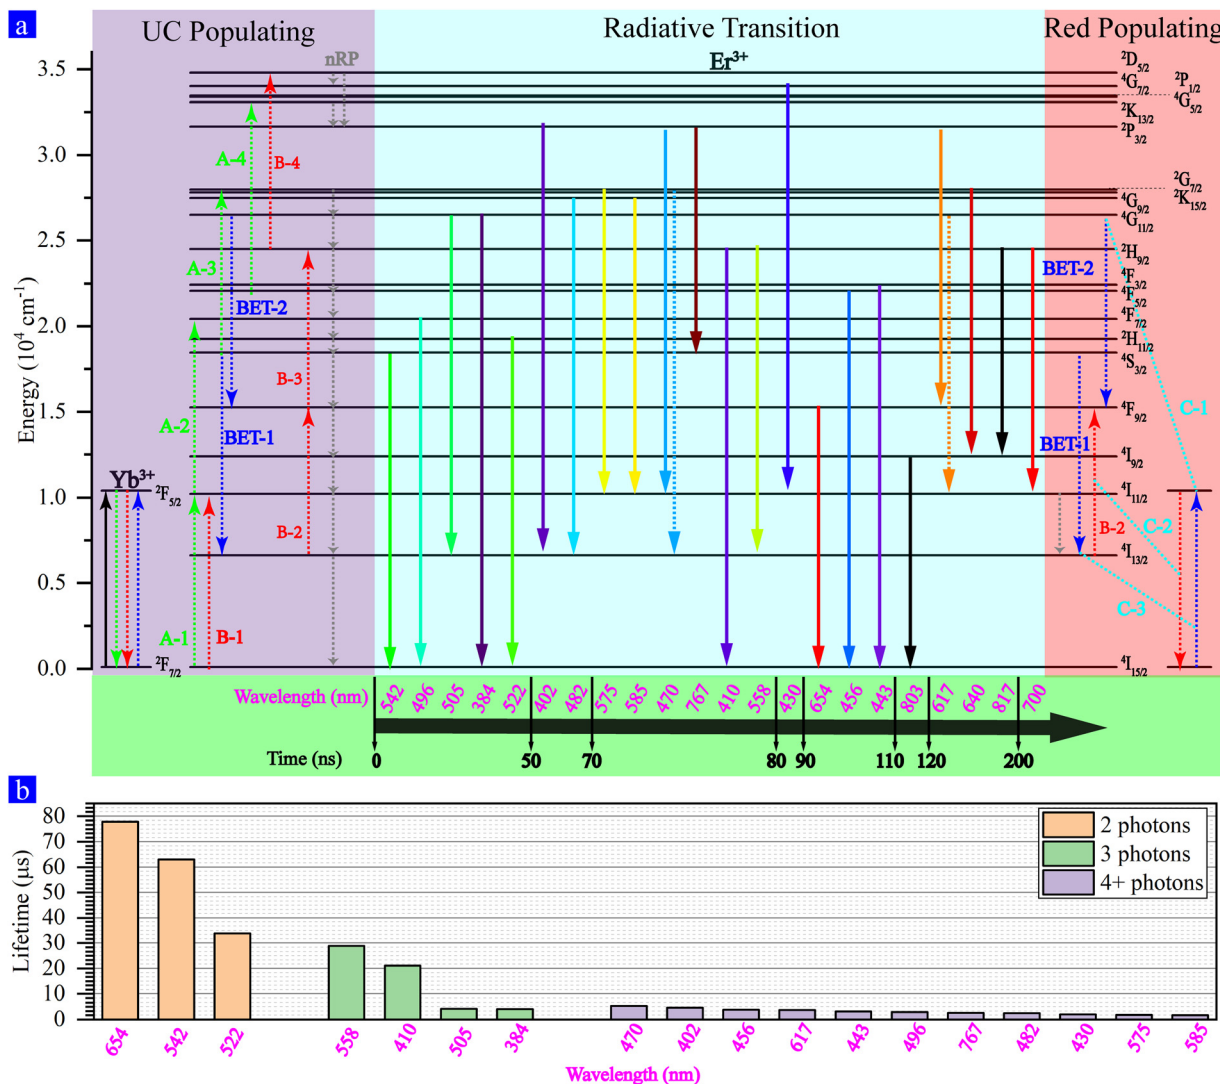 a
UC Populating
Radiative Transition
Red Populating
nRP
Er³⁺
Energy (10⁴ cm⁻¹)
3.5
3.0
2.5
2.0
1.5
1.0
0.5
0.0
A-4
B-4
A-3
BET-2
B-3
A-2
BET-1
B-2
A-1
B-1
Yb³⁺
²F₅/₂
²F₇/₂
²D₅/₂
⁴G₇/₂
²P₁/₂
⁴G₅/₂
²K₁₃/₂
²P₃/₂
²G₇/₂
⁴G₉/₂
²K₁₅/₂
⁴G₁₁/₂
²H₉/₂
⁴F₃/₂
⁴F₅/₂
⁴F₇/₂
²H₁₁/₂
⁴S₃/₂
⁴F₉/₂
⁴I₉/₂
⁴I₁₁/₂
⁴I₁₃/₂
⁴I₁₅/₂
BET-2
C-1
BET-1
B-2
C-2
C-3
Wavelength (nm) 542 496 505 384 522 402 482 575 585 470 767 410 558 430 654 456 443 803 617 640 817 700
Time (ns) 0 50 70 80 90 110 120 200
b
Lifetime (μs)
80
70
60
50
40
30
20
10
0
2 photons
3 photons
4+ photons
654 542 522 558 410 505 384 470 402 456 617 443 496 767 482 430 575 585
Wavelength (nm)